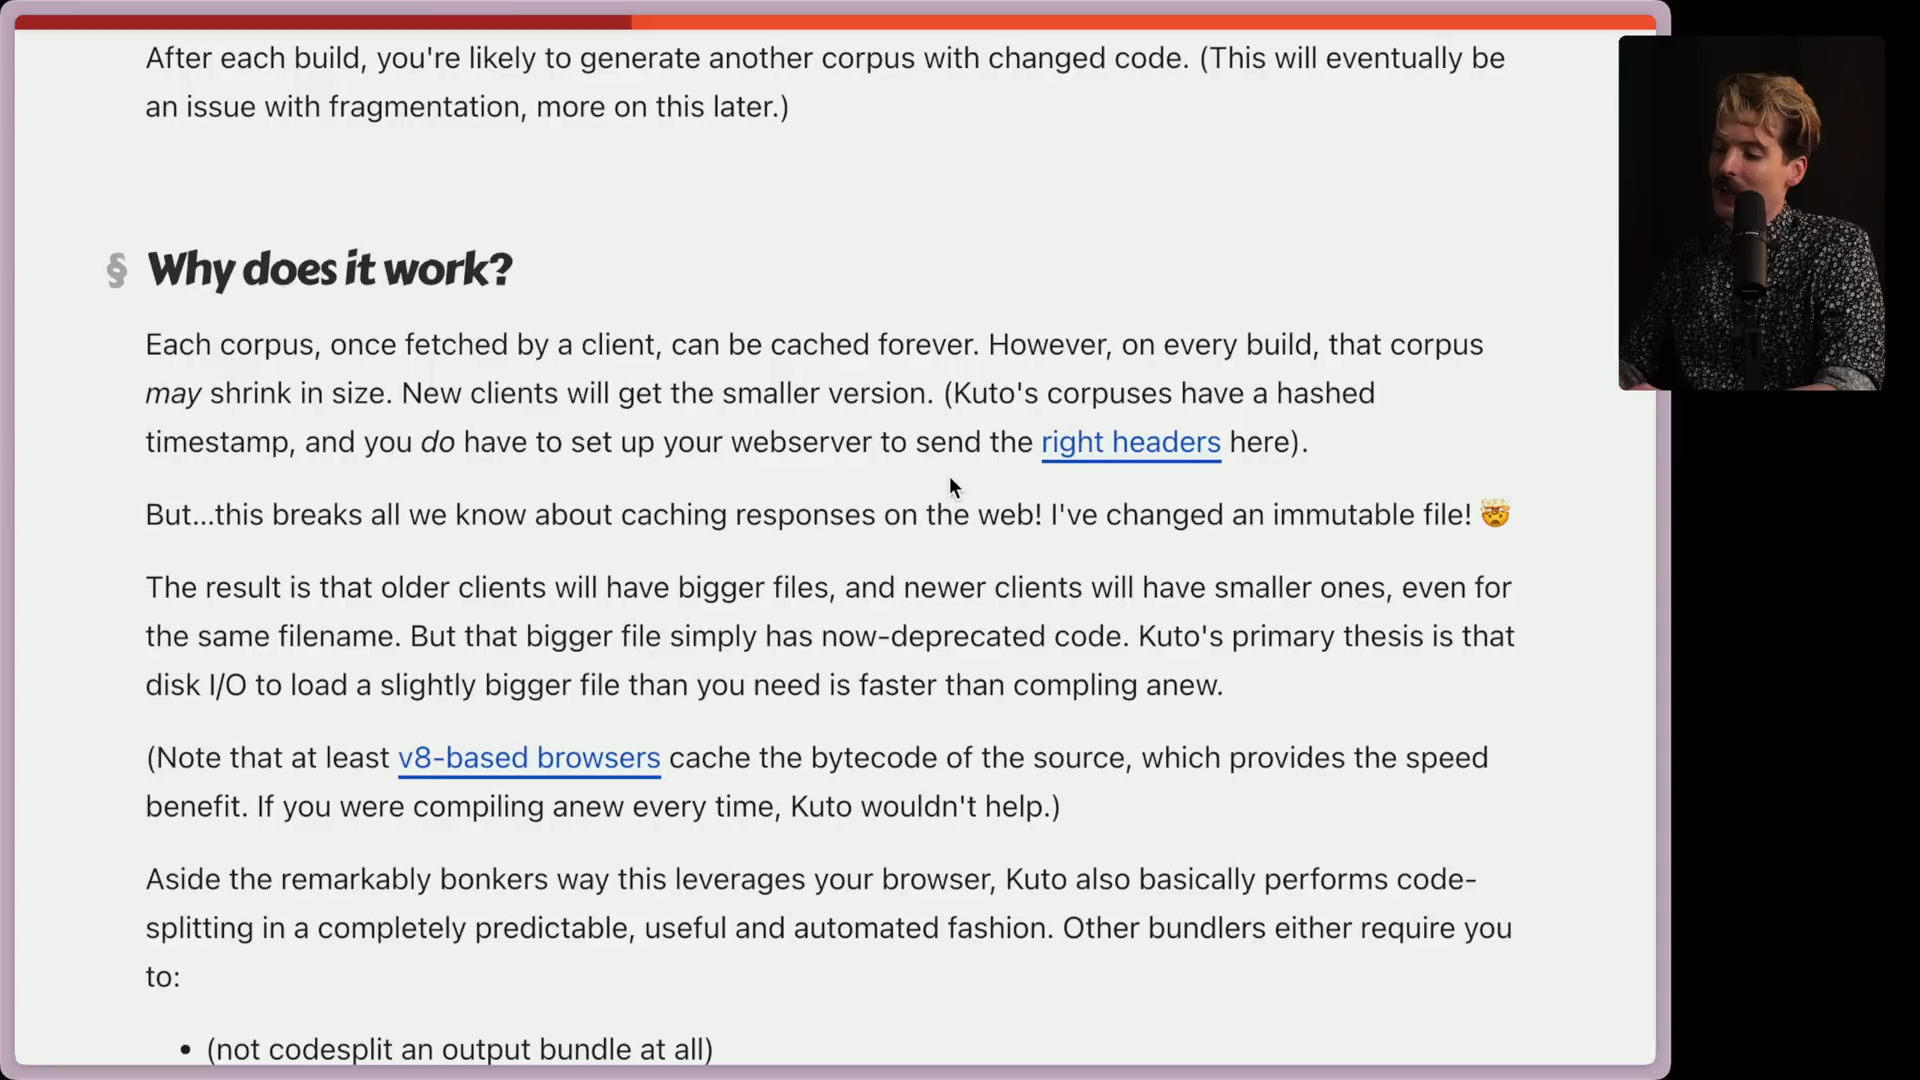 After each build, you're likely to generate another corpus with changed code. (This will eventually be
an issue with fragmentation, more on this later.)
§ Why does it work?
Each corpus, once fetched by a client, can be cached forever. However, on every build, that corpus
may shrink in size. New clients will get the smaller version. (Kuto's corpuses have a hashed
timestamp, and you do have to set up your webserver to send the right headers here).
But...this breaks all we know about caching responses on the web! I've changed an immutable file! 🤯
The result is that older clients will have bigger files, and newer clients will have smaller ones, even for
the same filename. But that bigger file simply has now-deprecated code. Kuto's primary thesis is that
disk I/O to load a slightly bigger file than you need is faster than compling anew.
(Note that at least v8-based browsers cache the bytecode of the source, which provides the speed
benefit. If you were compiling anew every time, Kuto wouldn't help.)
Aside the remarkably bonkers way this leverages your browser, Kuto also basically performs code-
splitting in a completely predictable, useful and automated fashion. Other bundlers either require you
to:
• (not codesplit an output bundle at all)